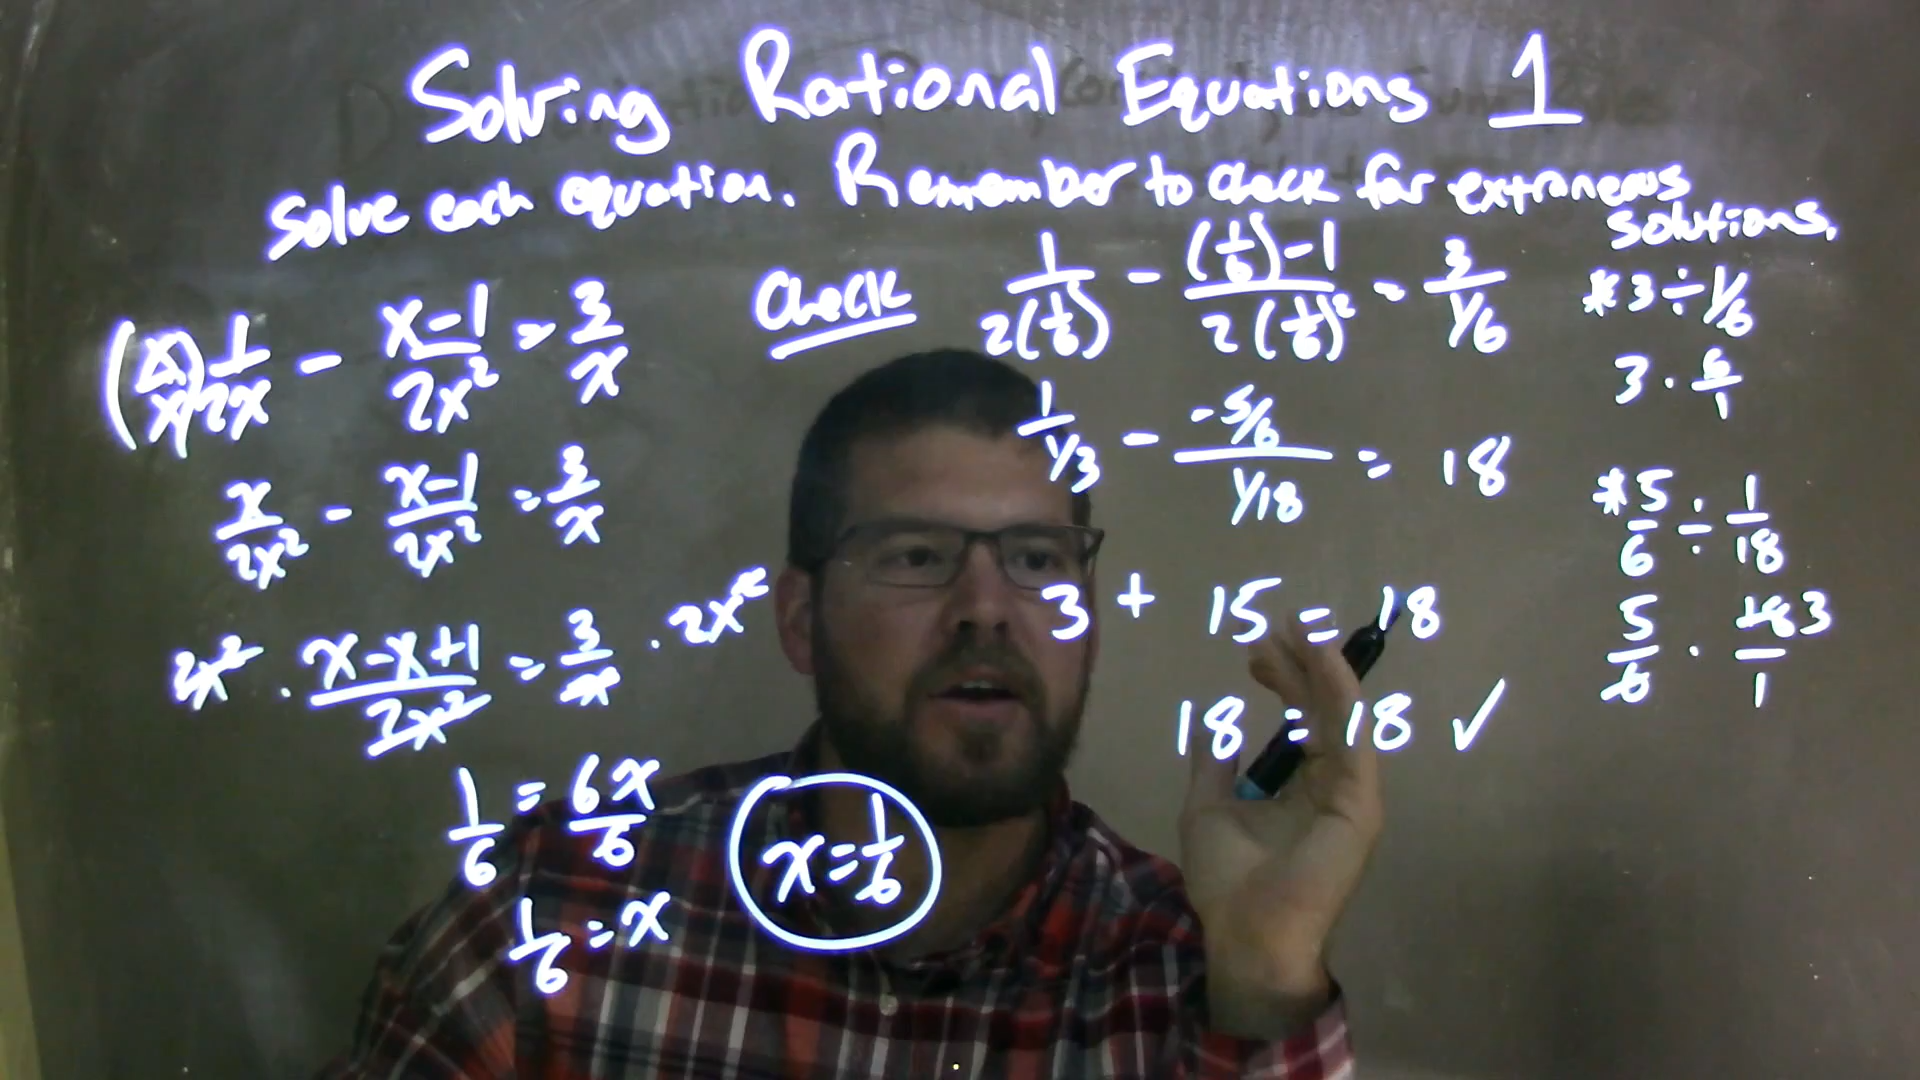 Solving Rational Equations 1
Solve each equation. Remember to check for extraneous solutions.
(x/x) 1/2x - x-1/2x² = 3/x
x/2x² - x-1/2x² = 3/x
2x² · x-x+1/2x² = 3/x · 2x²
1/6 = 6x/6
1/6 = x
x = 1/6
Check
1/2(1/6) - (1/6)-1/2(1/6)² = 3/1/6
1/1/3 - -5/6/1/18 = 18
3 + 15 = 18
18 = 18 ✓
*3 ÷ 1/6
3 · 6/1
*5/6 ÷ 1/18
5/6 · 18 3/1